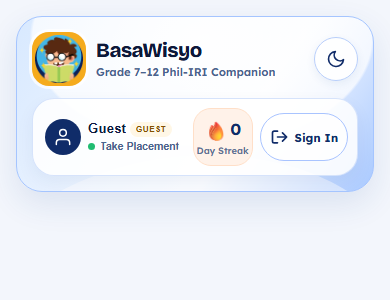 BasaWisyo
Grade 7–12 Phil-IRI Companion
Guest GUEST
Take Placement
0
Day Streak
Sign In